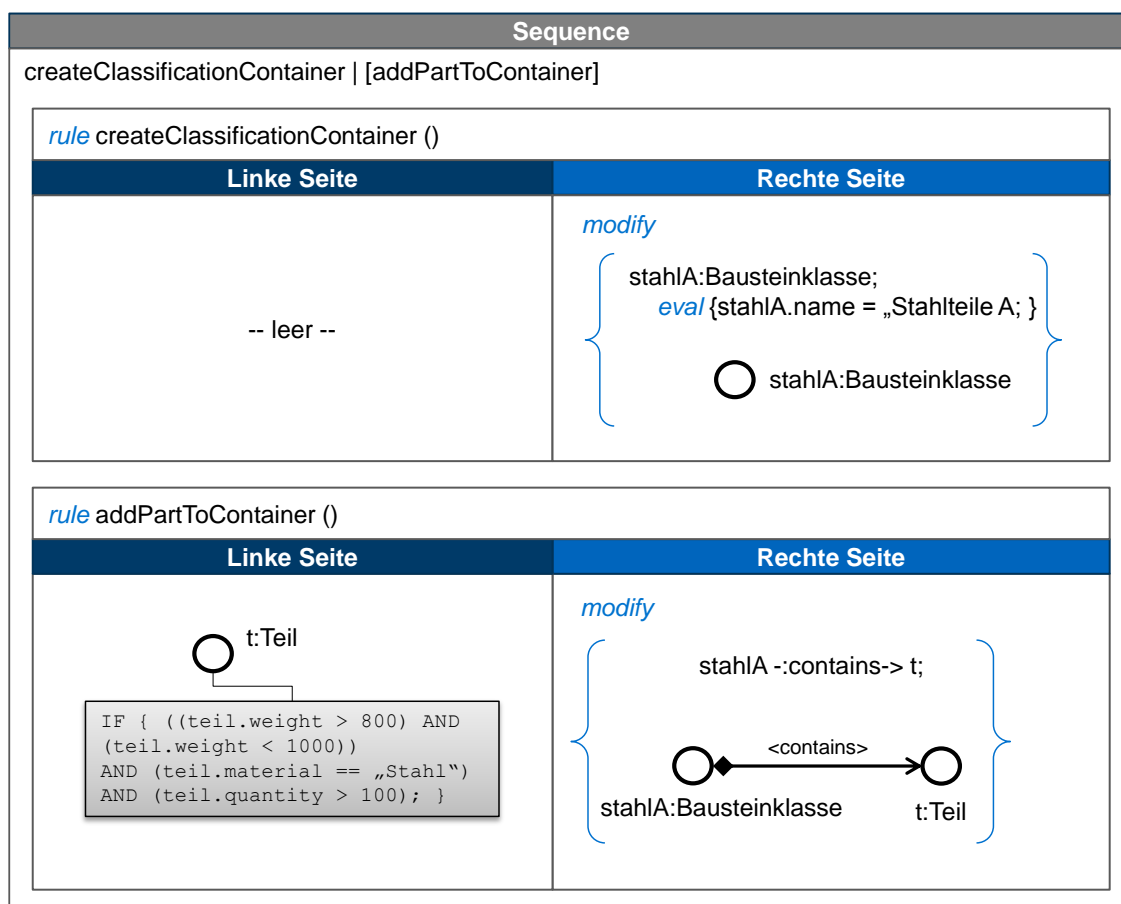 Sequence
createClassificationContainer | [addPartToContainer]
rule createClassificationContainer ()
Linke Seite
Rechte Seite
-- leer --
modify
stahlA:Bausteinklasse;
eval {stahlA.name = „Stahlteile A; }
stahlA:Bausteinklasse
rule addPartToContainer ()
Linke Seite
Rechte Seite
t:Teil
IF { ((teil.weight > 800) AND
(teil.weight < 1000))
AND (teil.material == „Stahl“)
AND (teil.quantity > 100); }
modify
stahlA -:contains-> t;
<contains>
stahlA:Bausteinklasse
t:Teil